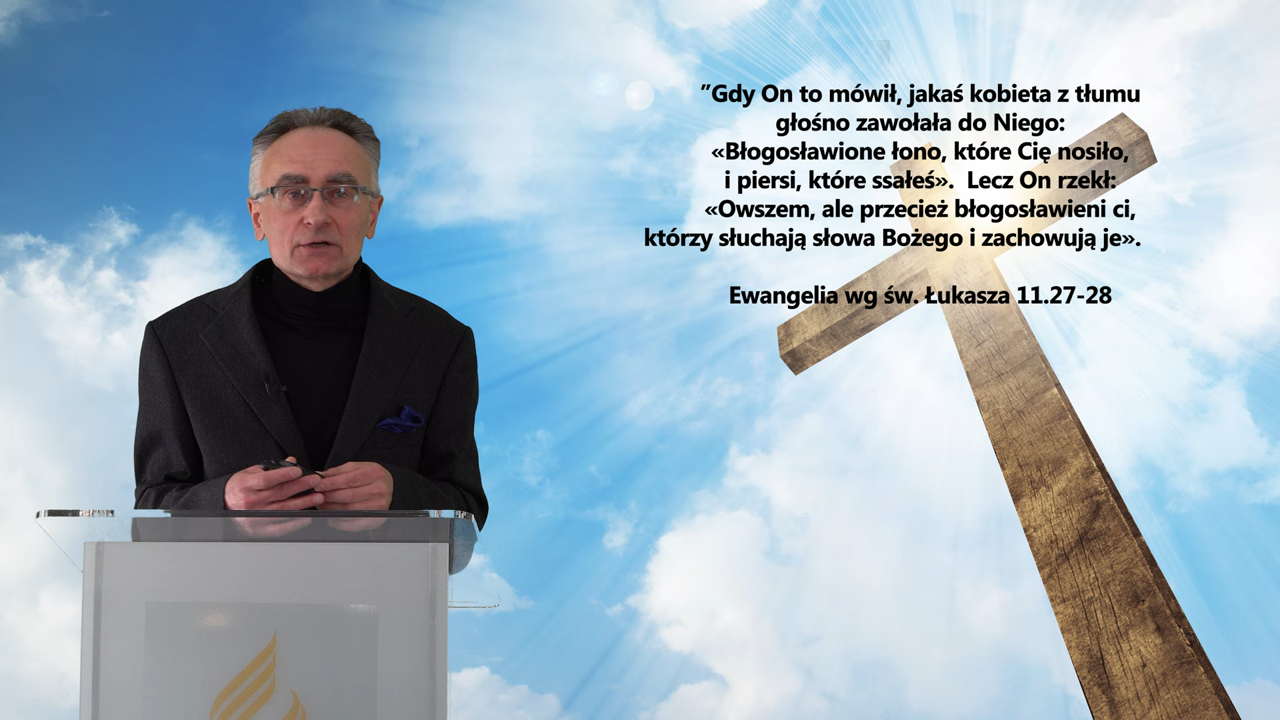 ”Gdy On to mówił, jakaś kobieta z tłumu
głośno zawołała do Niego:
«Błogosławione łono, które Cię nosiło,
i piersi, które ssałeś». Lecz On rzekł:
«Owszem, ale przecież błogosławieni ci,
którzy słuchają słowa Bożego i zachowują je».
Ewangelia wg św. Łukasza 11.27-28